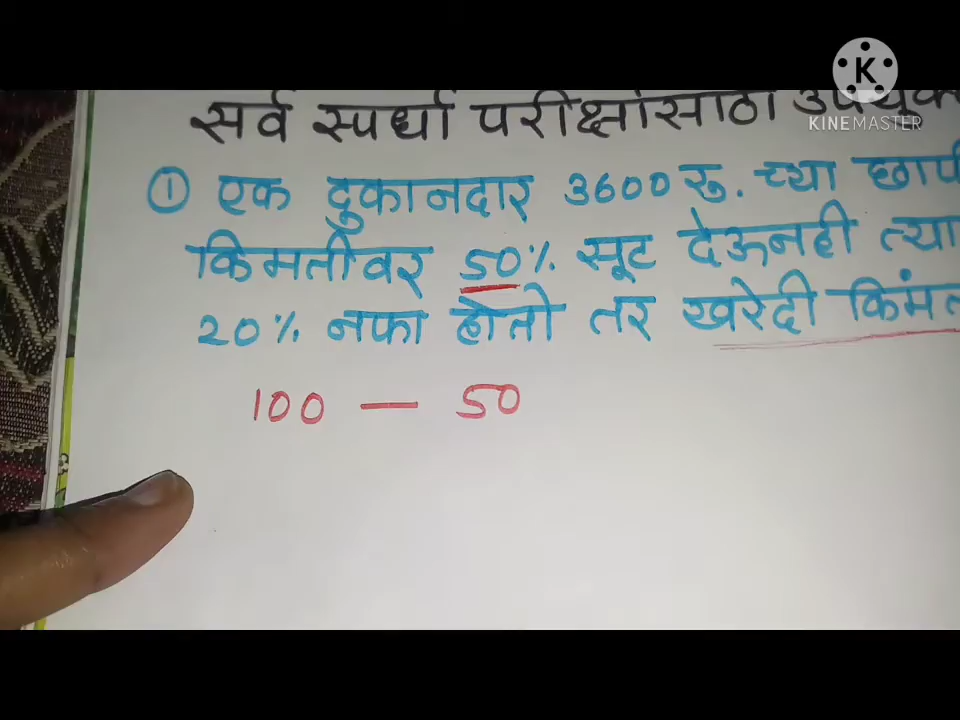 KINEMASTER
सर्व स्पर्धा परीक्षांसाठी
① एक दुकानदार 3600 रु. च्या
किमतीवर 50% सूट देऊनही
20% नफा होतो तर खरेदी
100 — 50